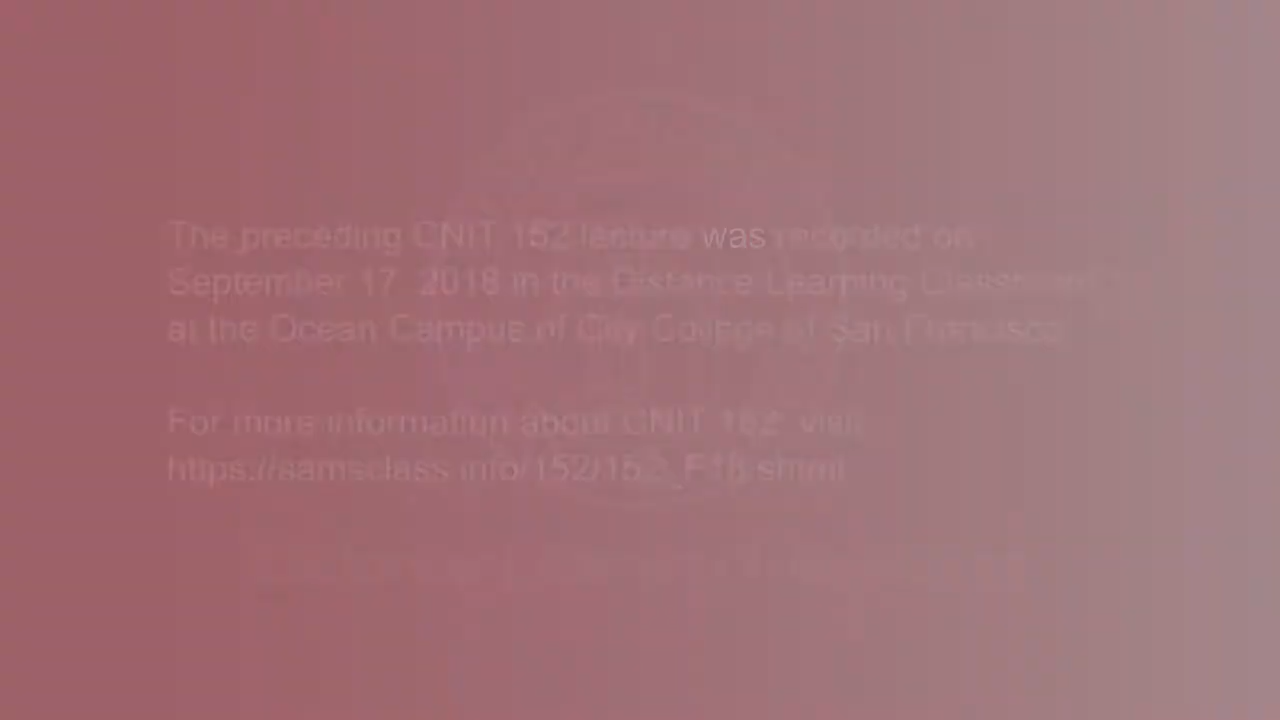 The preceding CNIT 152 lecture was recorded on
September 17, 2018 in the Distance Learning Classroom
at the Ocean Campus of City College of San Francisco.
For more information about CNIT 152, visit
https://samsclass.info/152/152_F18.shtml